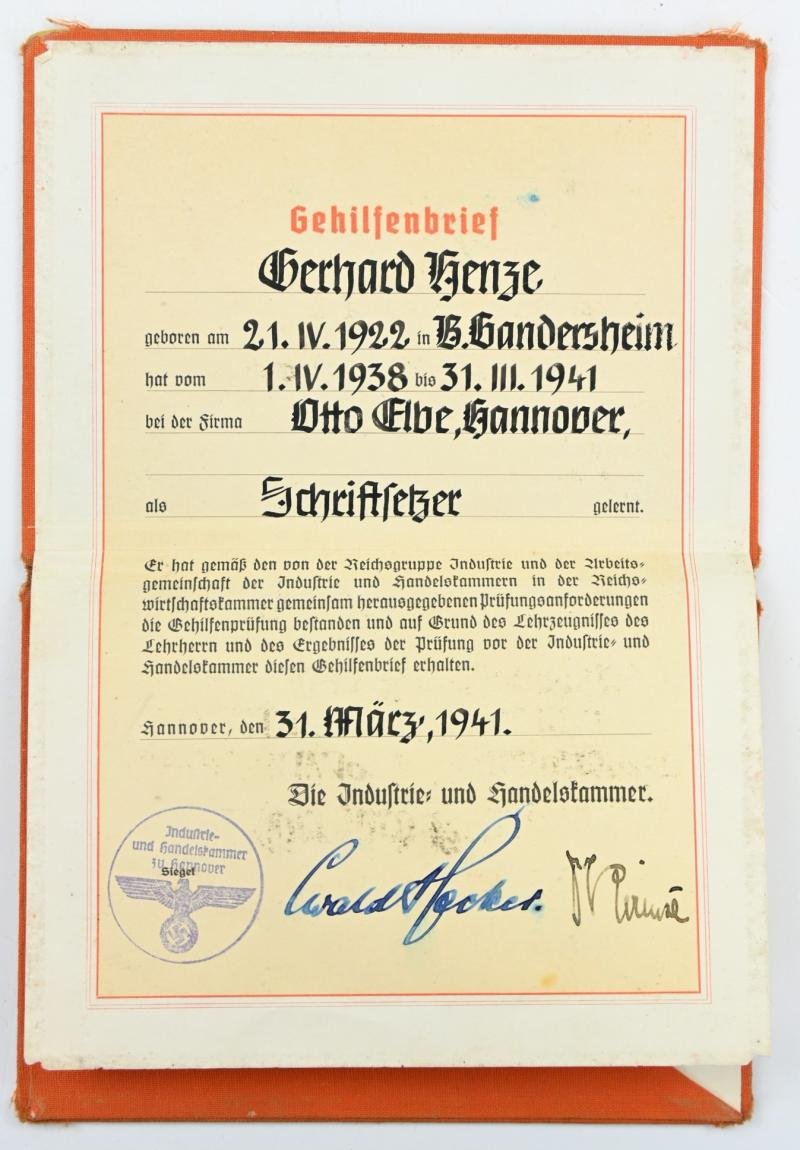 Gehilfenbrief
Gerhard Henze
geboren am 21. IV. 1922 in B. Gandersheim
hat vom 1. IV. 1938 bis 31. III. 1941
bei der Firma Otto Elbe, Hannover,
als Schriftsetzer gelernt.
Er hat gemäß den von der Reichsgruppe Industrie und der Arbeits-
gemeinschaft der Industrie und Handelskammern in der Reichs-
wirtschaftskammer gemeinsam herausgegebenen Prüfungsanforderungen
die Gehilfenprüfung bestanden und auf Grund des Lehrzeugnisses des
Lehrherrn und des Ergebnisses der Prüfung vor der Industrie- und
Handelskammer diesen Gehilfenbrief erhalten.
Hannover, den 31. März, 1941.
Die Industrie- und Handelskammer.
Industrie-
und Handelskammer
zu Hannover
Siegel
Ewald Hecker.